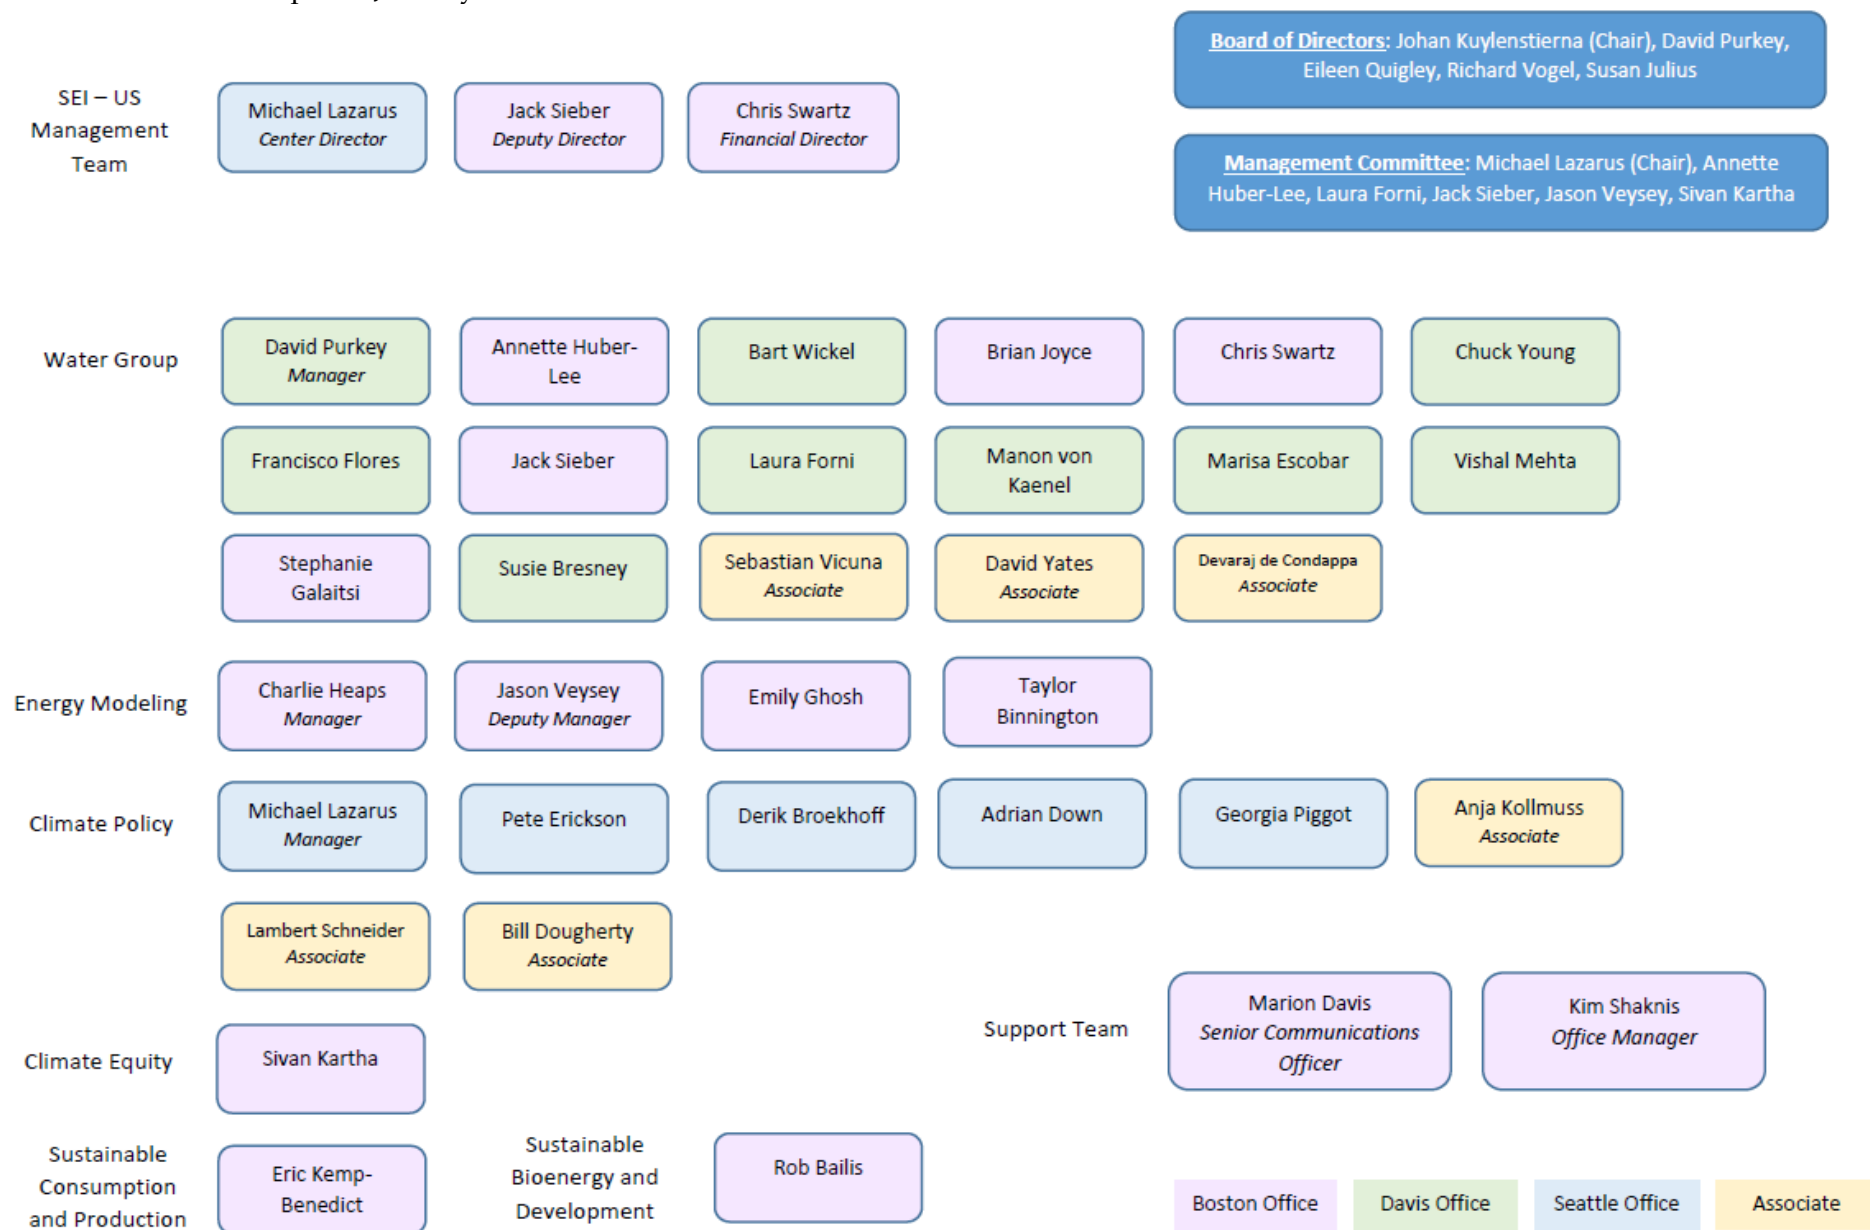 Board of Directors: Johan Kuylenstierna (Chair), David Purkey,
Eileen Quigley, Richard Vogel, Susan Julius
SEI – US
Management
Team
Michael Lazarus
Center Director
Jack Sieber
Deputy Director
Chris Swartz
Financial Director
Management Committee: Michael Lazarus (Chair), Annette
Huber-Lee, Laura Forni, Jack Sieber, Jason Veysey, Sivan Kartha
Water Group
David Purkey
Manager
Annette Huber-
Lee
Bart Wickel
Brian Joyce
Chris Swartz
Chuck Young
Francisco Flores
Jack Sieber
Laura Forni
Manon von
Kaenel
Marisa Escobar
Vishal Mehta
Stephanie
Galaitsi
Susie Bresney
Sebastian Vicuna
Associate
David Yates
Associate
Devaraj de Condappa
Associate
Energy Modeling
Charlie Heaps
Manager
Jason Veysey
Deputy Manager
Emily Ghosh
Taylor
Binnington
Climate Policy
Michael Lazarus
Manager
Pete Erickson
Derik Broekhoff
Adrian Down
Georgia Piggot
Anja Kollmuss
Associate
Lambert Schneider
Associate
Bill Dougherty
Associate
Support Team
Marion Davis
Senior Communications
Officer
Kim Shaknis
Office Manager
Climate Equity
Sivan Kartha
Sustainable
Consumption
and Production
Eric Kemp-
Benedict
Sustainable
Bioenergy and
Development
Rob Bailis
Boston Office
Davis Office
Seattle Office
Associate